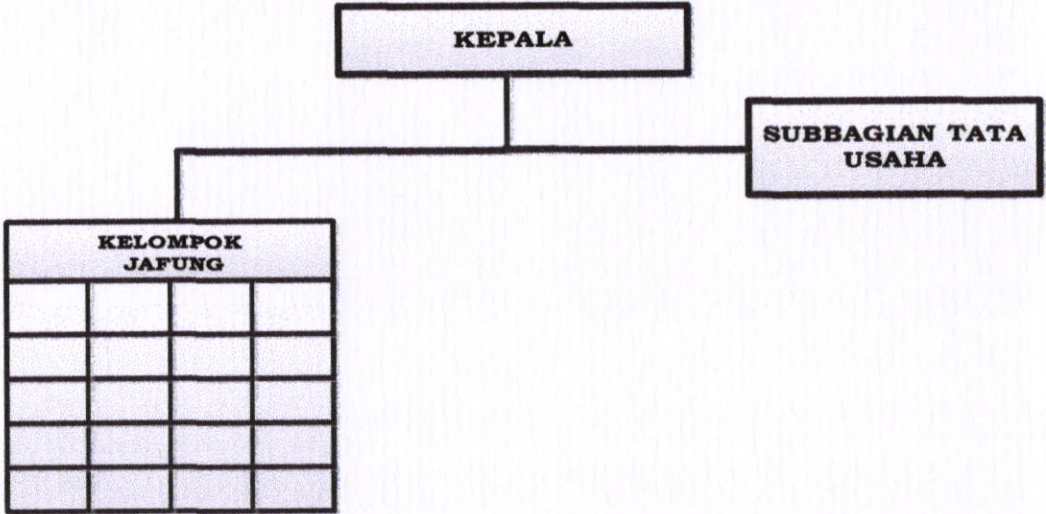 KEPALA
SUBBAGIAN TATA
USAHA
KELOMPOK
JAFUNG